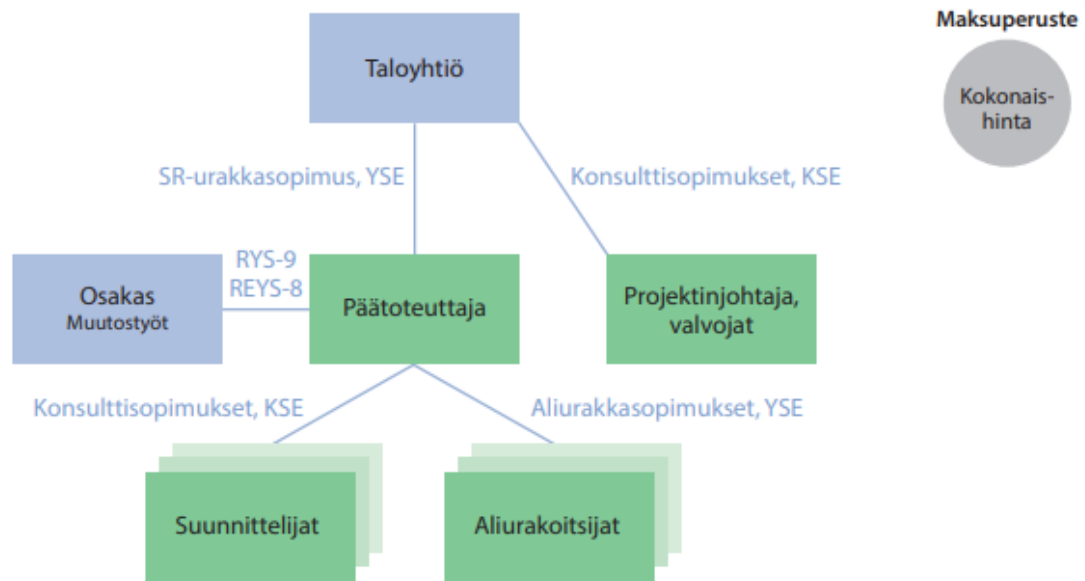 Maksuperuste
Kokonais-
hinta
Taloyhtiö
SR-urakkasopimus, YSE
Konsulttisopimukset, KSE
RYS-9
REYS-8
Osakas
Muutostyöt
Päätoteuttaja
Projektinjohtaja,
valvojat
Konsulttisopimukset, KSE
Aliurakkasopimukset, YSE
Suunnittelijat
Aliurakoitsijat